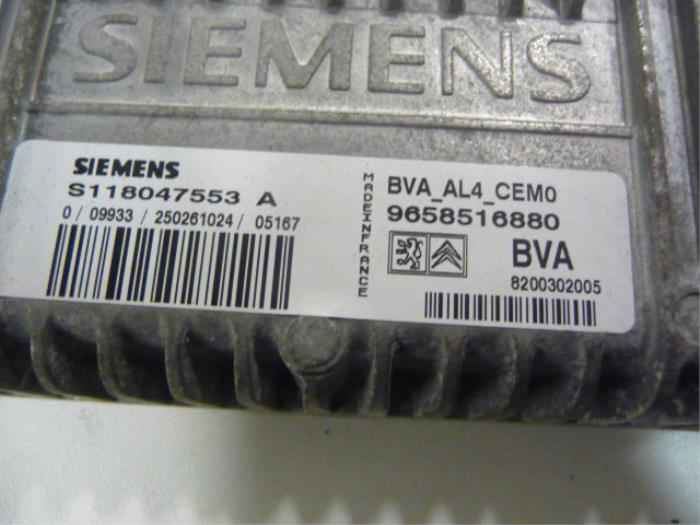 SIEMENS
SIEMENS
S118047553 A
0 / 09933 / 250261024 / 05167
MADEINFRANCE
BVA_AL4_CEM0
9658516880
BVA
8200302005